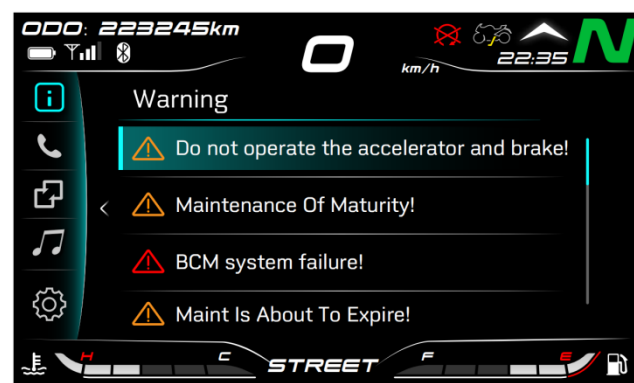 ODO: 223245km
0
km/h
22:35
N
Warning
Do not operate the accelerator and brake!
Maintenance Of Maturity!
BCM system failure!
Maint Is About To Expire!
H
C
STREET
F
E